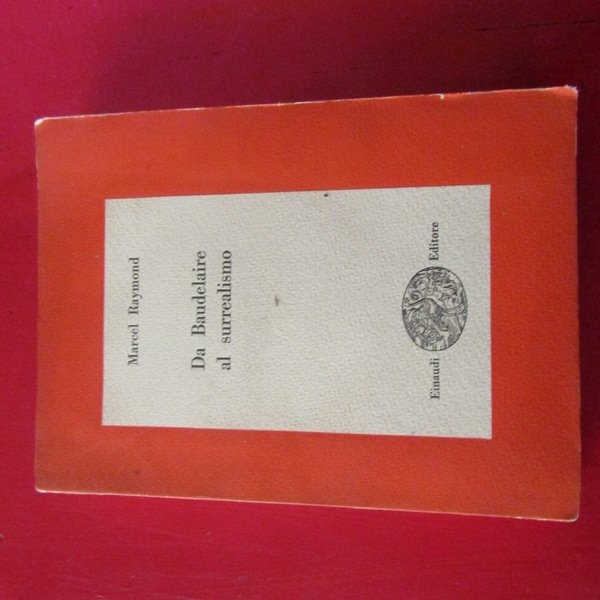 Marcel Raymond
Da Baudelaire
al surrealismo
Einaudi Editore